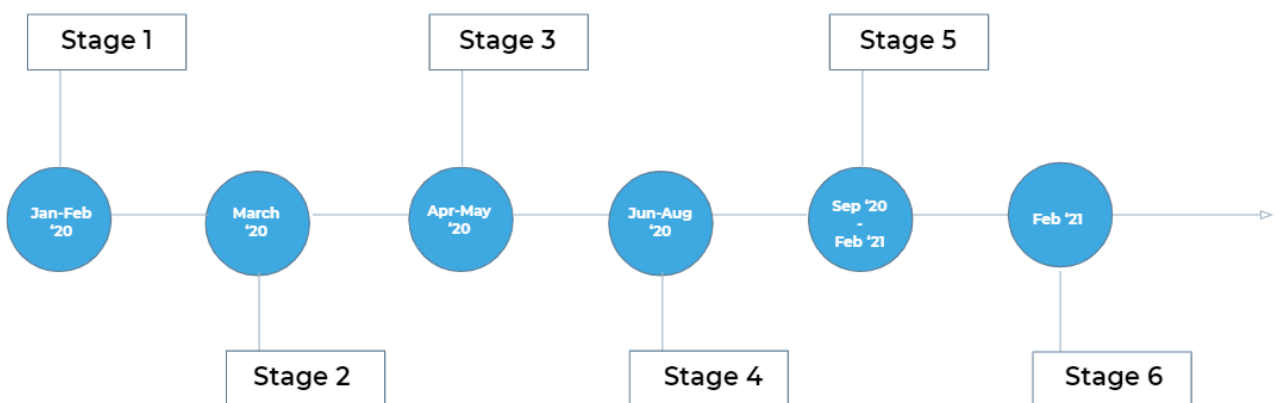 Stage 1
Stage 3
Stage 5
Jan-Feb
‘20
March
‘20
Apr-May
‘20
Jun-Aug
‘20
Sep ‘20
-
Feb ‘21
Feb ‘21
Stage 2
Stage 4
Stage 6